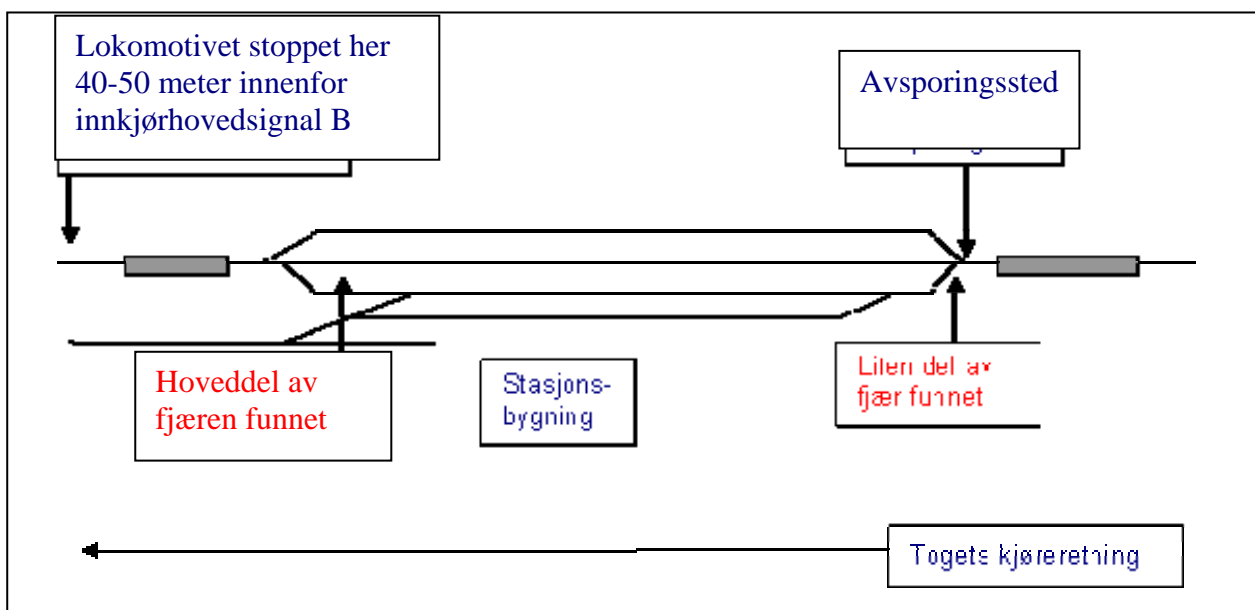 Lokomotivet stoppet her
40-50 meter innenfor
innkjørhovedsignal B
Avsporingssted
Hoveddel av
fjæren funnet
Stasjons-
bygning
Liten del av
fjær funnet
Togets kjøreretning